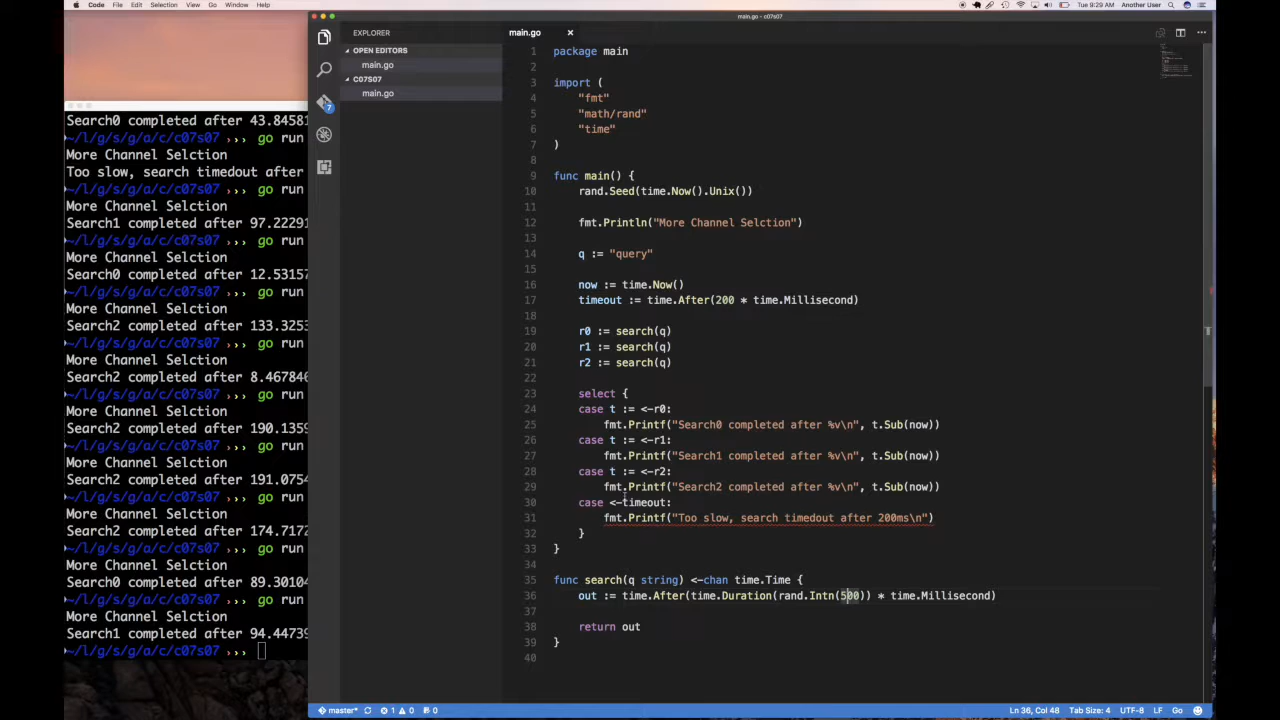 Code File Edit Selection View Go Window Help
Tue 9:29 AM Another User
main.go — c07s07
Search0 completed after 43.84581
~/l/g/s/g/a/c/c07s07 ››› go run
More Channel Selction
Too slow, search timedout after
~/l/g/s/g/a/c/c07s07 ››› go run
More Channel Selction
Search1 completed after 97.22291
~/l/g/s/g/a/c/c07s07 ››› go run
More Channel Selction
Search0 completed after 12.53157
~/l/g/s/g/a/c/c07s07 ››› go run
More Channel Selction
Search2 completed after 133.3253
~/l/g/s/g/a/c/c07s07 ››› go run
More Channel Selction
Search2 completed after 8.467846
~/l/g/s/g/a/c/c07s07 ››› go run
More Channel Selction
Search2 completed after 190.1359
~/l/g/s/g/a/c/c07s07 ››› go run
More Channel Selction
Search2 completed after 191.0754
~/l/g/s/g/a/c/c07s07 ››› go run
More Channel Selction
Search2 completed after 174.7172
~/l/g/s/g/a/c/c07s07 ››› go run
More Channel Selction
Search0 completed after 89.30104
~/l/g/s/g/a/c/c07s07 ››› go run
More Channel Selction
Search1 completed after 94.44739
~/l/g/s/g/a/c/c07s07 ›››
EXPLORER
OPEN EDITORS
main.go
C07S07
main.go
7
main.go
1 package main
2
3 import (
4 "fmt"
5 "math/rand"
6 "time"
7 )
8
9 func main() {
10 rand.Seed(time.Now().Unix())
11
12 fmt.Println("More Channel Selction")
13
14 q := "query"
15
16 now := time.Now()
17 timeout := time.After(200 * time.Millisecond)
18
19 r0 := search(q)
20 r1 := search(q)
21 r2 := search(q)
22
23 select {
24 case t := <-r0:
25 fmt.Printf("Search0 completed after %v\n", t.Sub(now))
26 case t := <-r1:
27 fmt.Printf("Search1 completed after %v\n", t.Sub(now))
28 case t := <-r2:
29 fmt.Printf("Search2 completed after %v\n", t.Sub(now))
30 case <-timeout:
31 fmt.Printf("Too slow, search timedout after 200ms\n")
32 }
33 }
34
35 func search(q string) <-chan time.Time {
36 out := time.After(time.Duration(rand.Intn(500)) * time.Millisecond)
37
38 return out
39 }
40
master* 1 0 0
Ln 36, Col 48 Tab Size: 4 UTF-8 LF Go